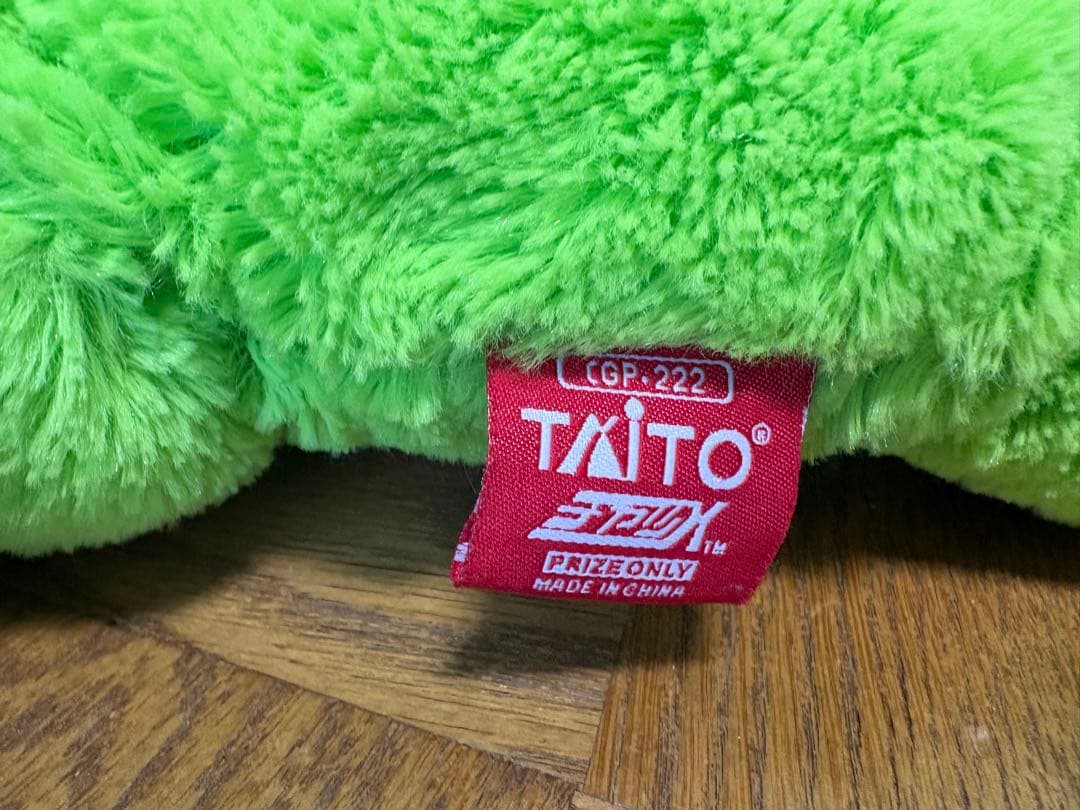 CGP・222
TAITO®
PRIZE ONLY
MADE IN CHINA